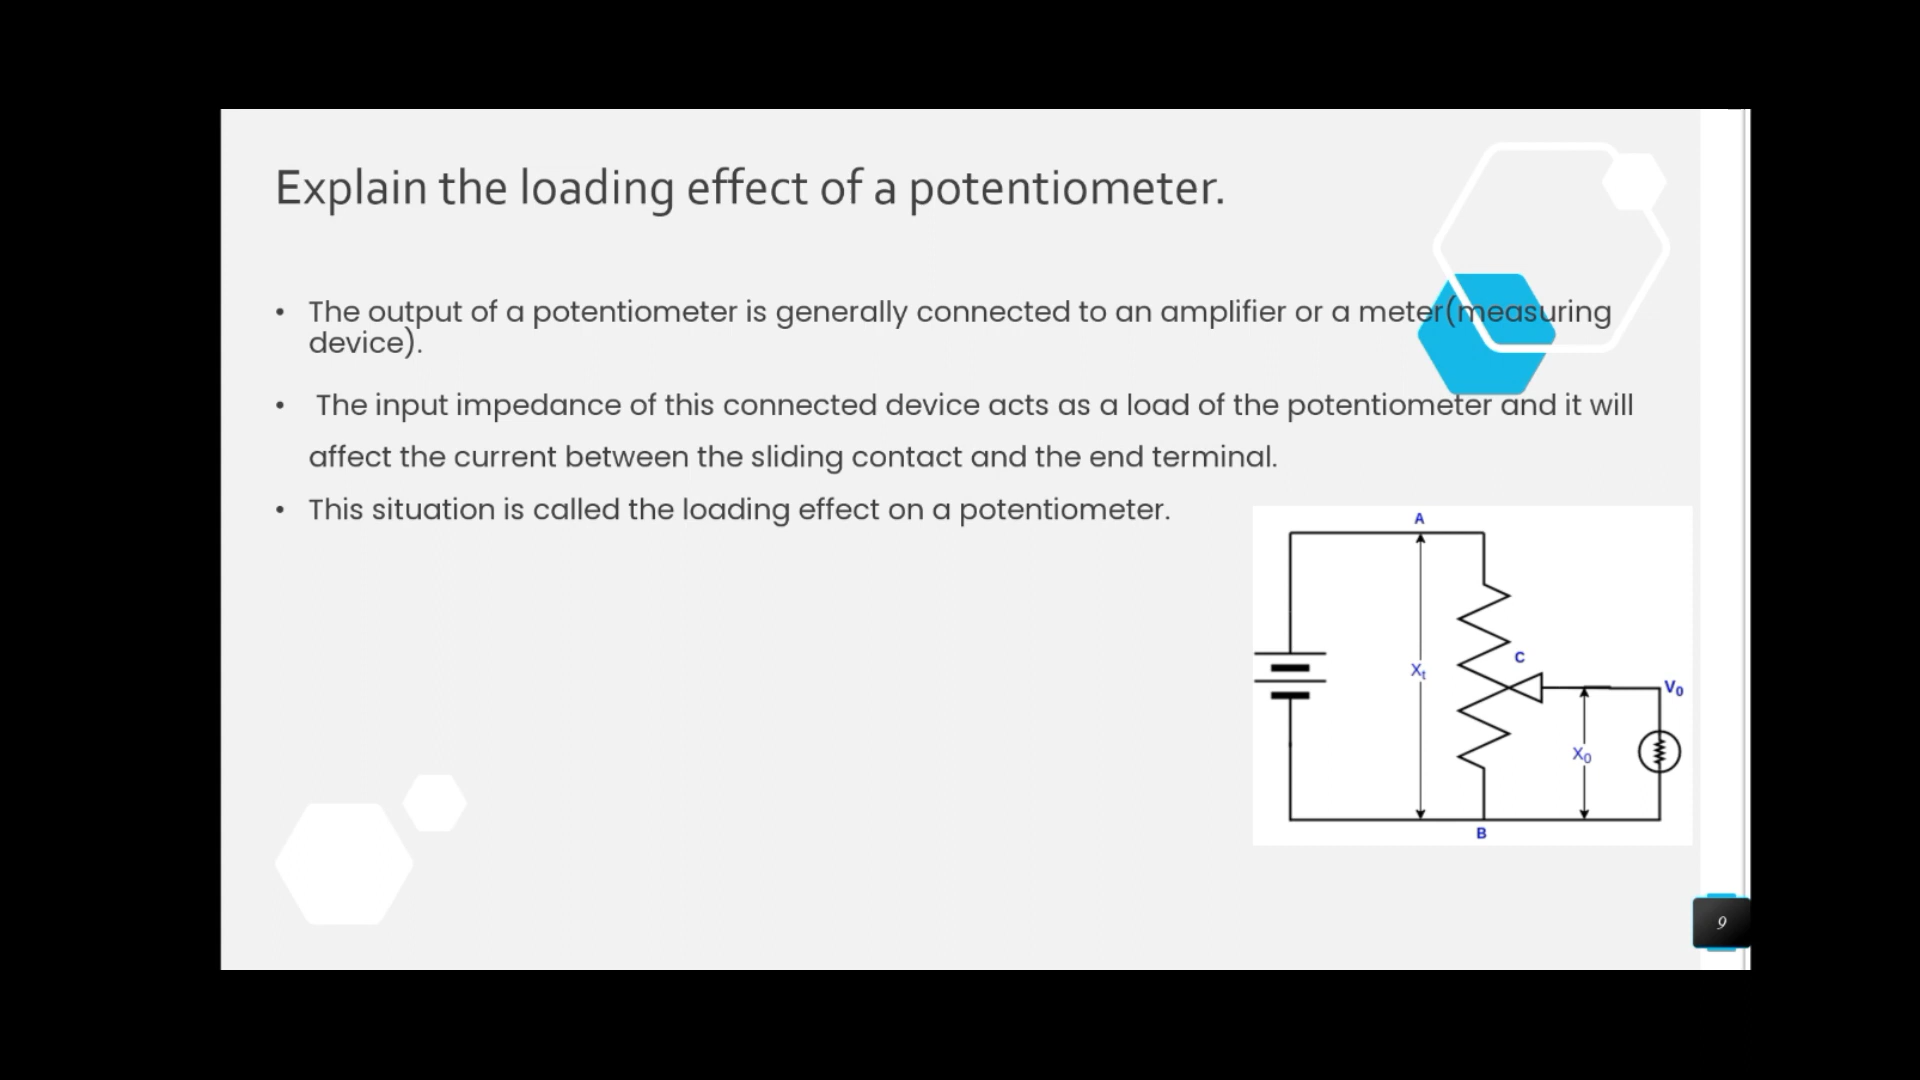 Explain the loading effect of a potentiometer.
• The output of a potentiometer is generally connected to an amplifier or a meter(measuring
device).
• The input impedance of this connected device acts as a load of the potentiometer and it will
affect the current between the sliding contact and the end terminal.
• This situation is called the loading effect on a potentiometer.
A
C
Xt
V0
X0
B
9